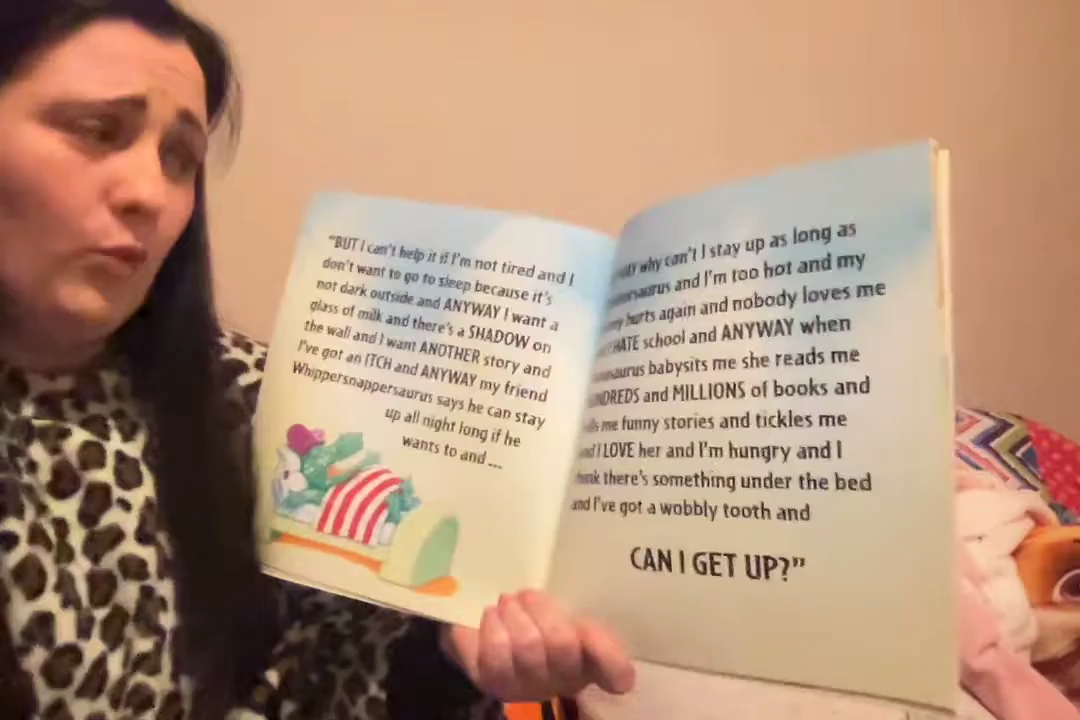 "BUT I can't help it if I'm not tired and I
don't want to go to sleep because it's
not dark outside and ANYWAY I want a
glass of milk and there's a SHADOW on
the wall and I want ANOTHER story and
I've got an ITCH and ANYWAY my friend
Whippersnappersaurus says he can stay
up all night long if he
wants to and ...
why can't I stay up as long as
and I'm too hot and my
hurts again and nobody loves me
HATE school and ANYWAY when
babysits me she reads me
and MILLIONS of books and
me funny stories and tickles me
and I LOVE her and I'm hungry and I
think there's something under the bed
and I've got a wobbly tooth and
CAN I GET UP?"